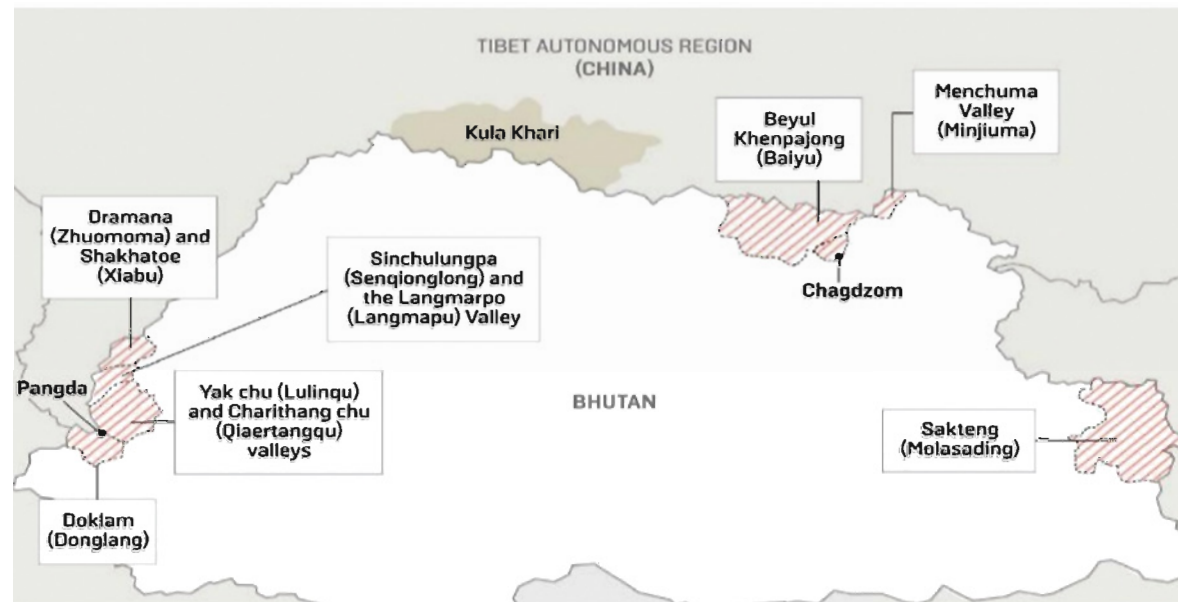 TIBET AUTONOMOUS REGION
(CHINA)
Kula Khari
Beyul
Khenpajong
(Baiyu)
Menchuma
Valley
(Minjiuma)
Dramana
(Zhuomoma) and
Shakhatoe
(Xiabu)
Sinchulungpa
(Senqionglong) and
the Langmarpo
(Langmapu) Valley
Chagdzom
Pangda
Yak chu (Lulinqu)
and Charithang chu
(Qiaertangqu)
valleys
BHUTAN
Sakteng
(Molasading)
Doklam
(Donglang)